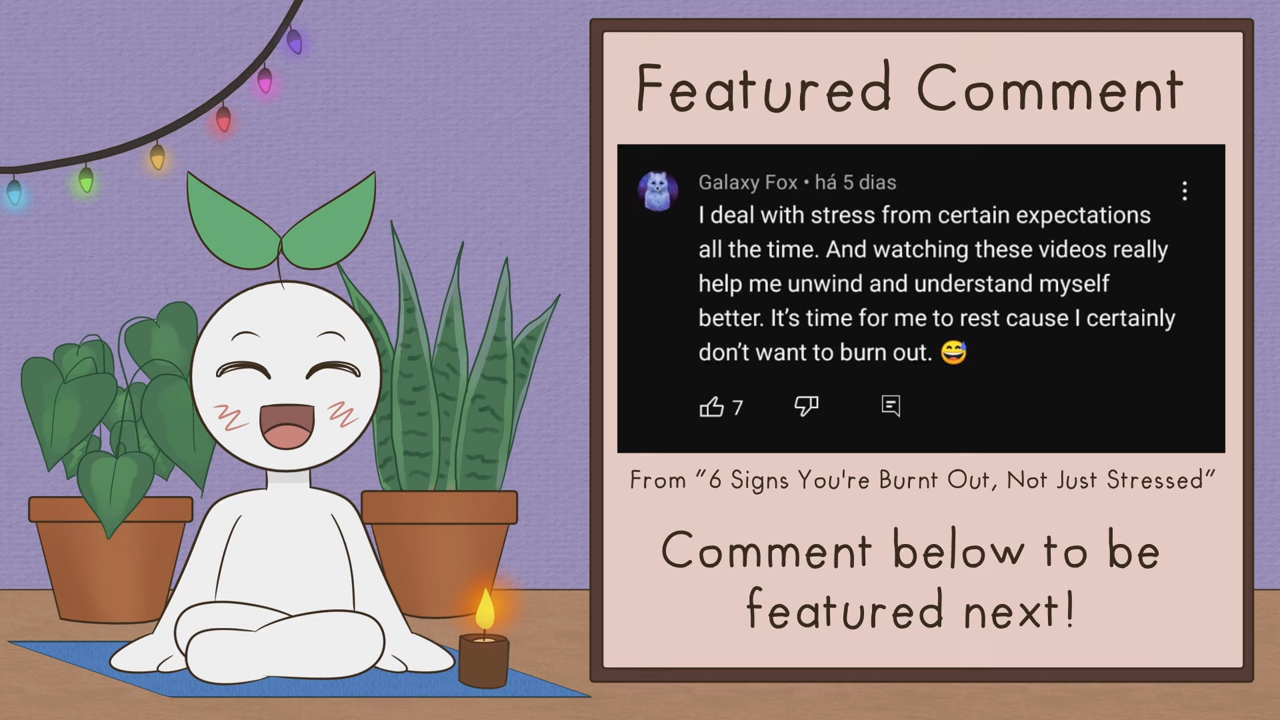 Featured Comment
Galaxy Fox • há 5 dias
I deal with stress from certain expectations
all the time. And watching these videos really
help me unwind and understand myself
better. It’s time for me to rest cause I certainly
don’t want to burn out. 😅
7
From "6 Signs You're Burnt Out, Not Just Stressed"
Comment below to be
featured next!